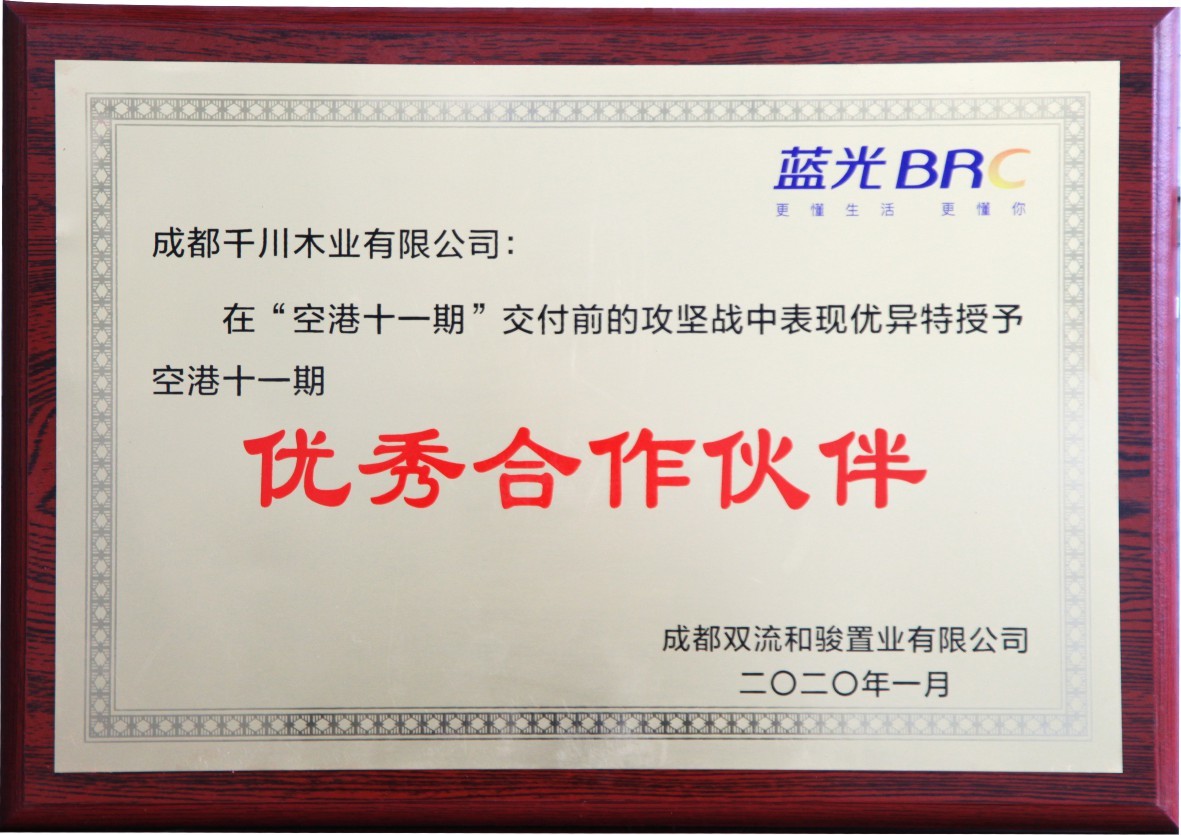 蓝光BRC
更懂生活 更懂你
成都千川木业有限公司：
在“空港十一期”交付前的攻坚战中表现优异特授予
空港十一期
优秀合作伙伴
成都双流和骏置业有限公司
二〇二〇年一月